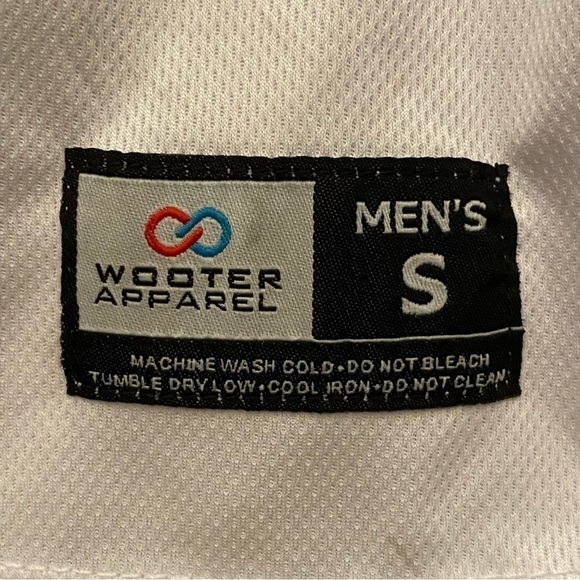 WOOTER
APPAREL
MEN'S
S
MACHINE WASH COLD•DO NOT BLEACH
TUMBLE DRY LOW•COOL IRON•DO NOT CLEAN